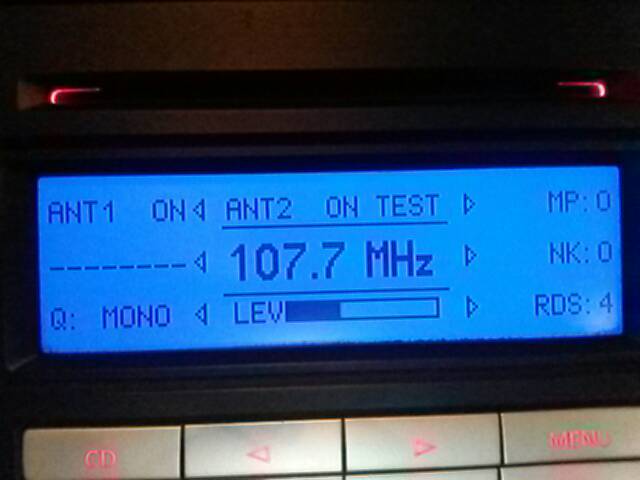 ANT1 ON ANT2 ON TEST MP: 0
-------- 107.7 MHz NK: 0
Q: MONO LEV RDS: 4
CD MENU